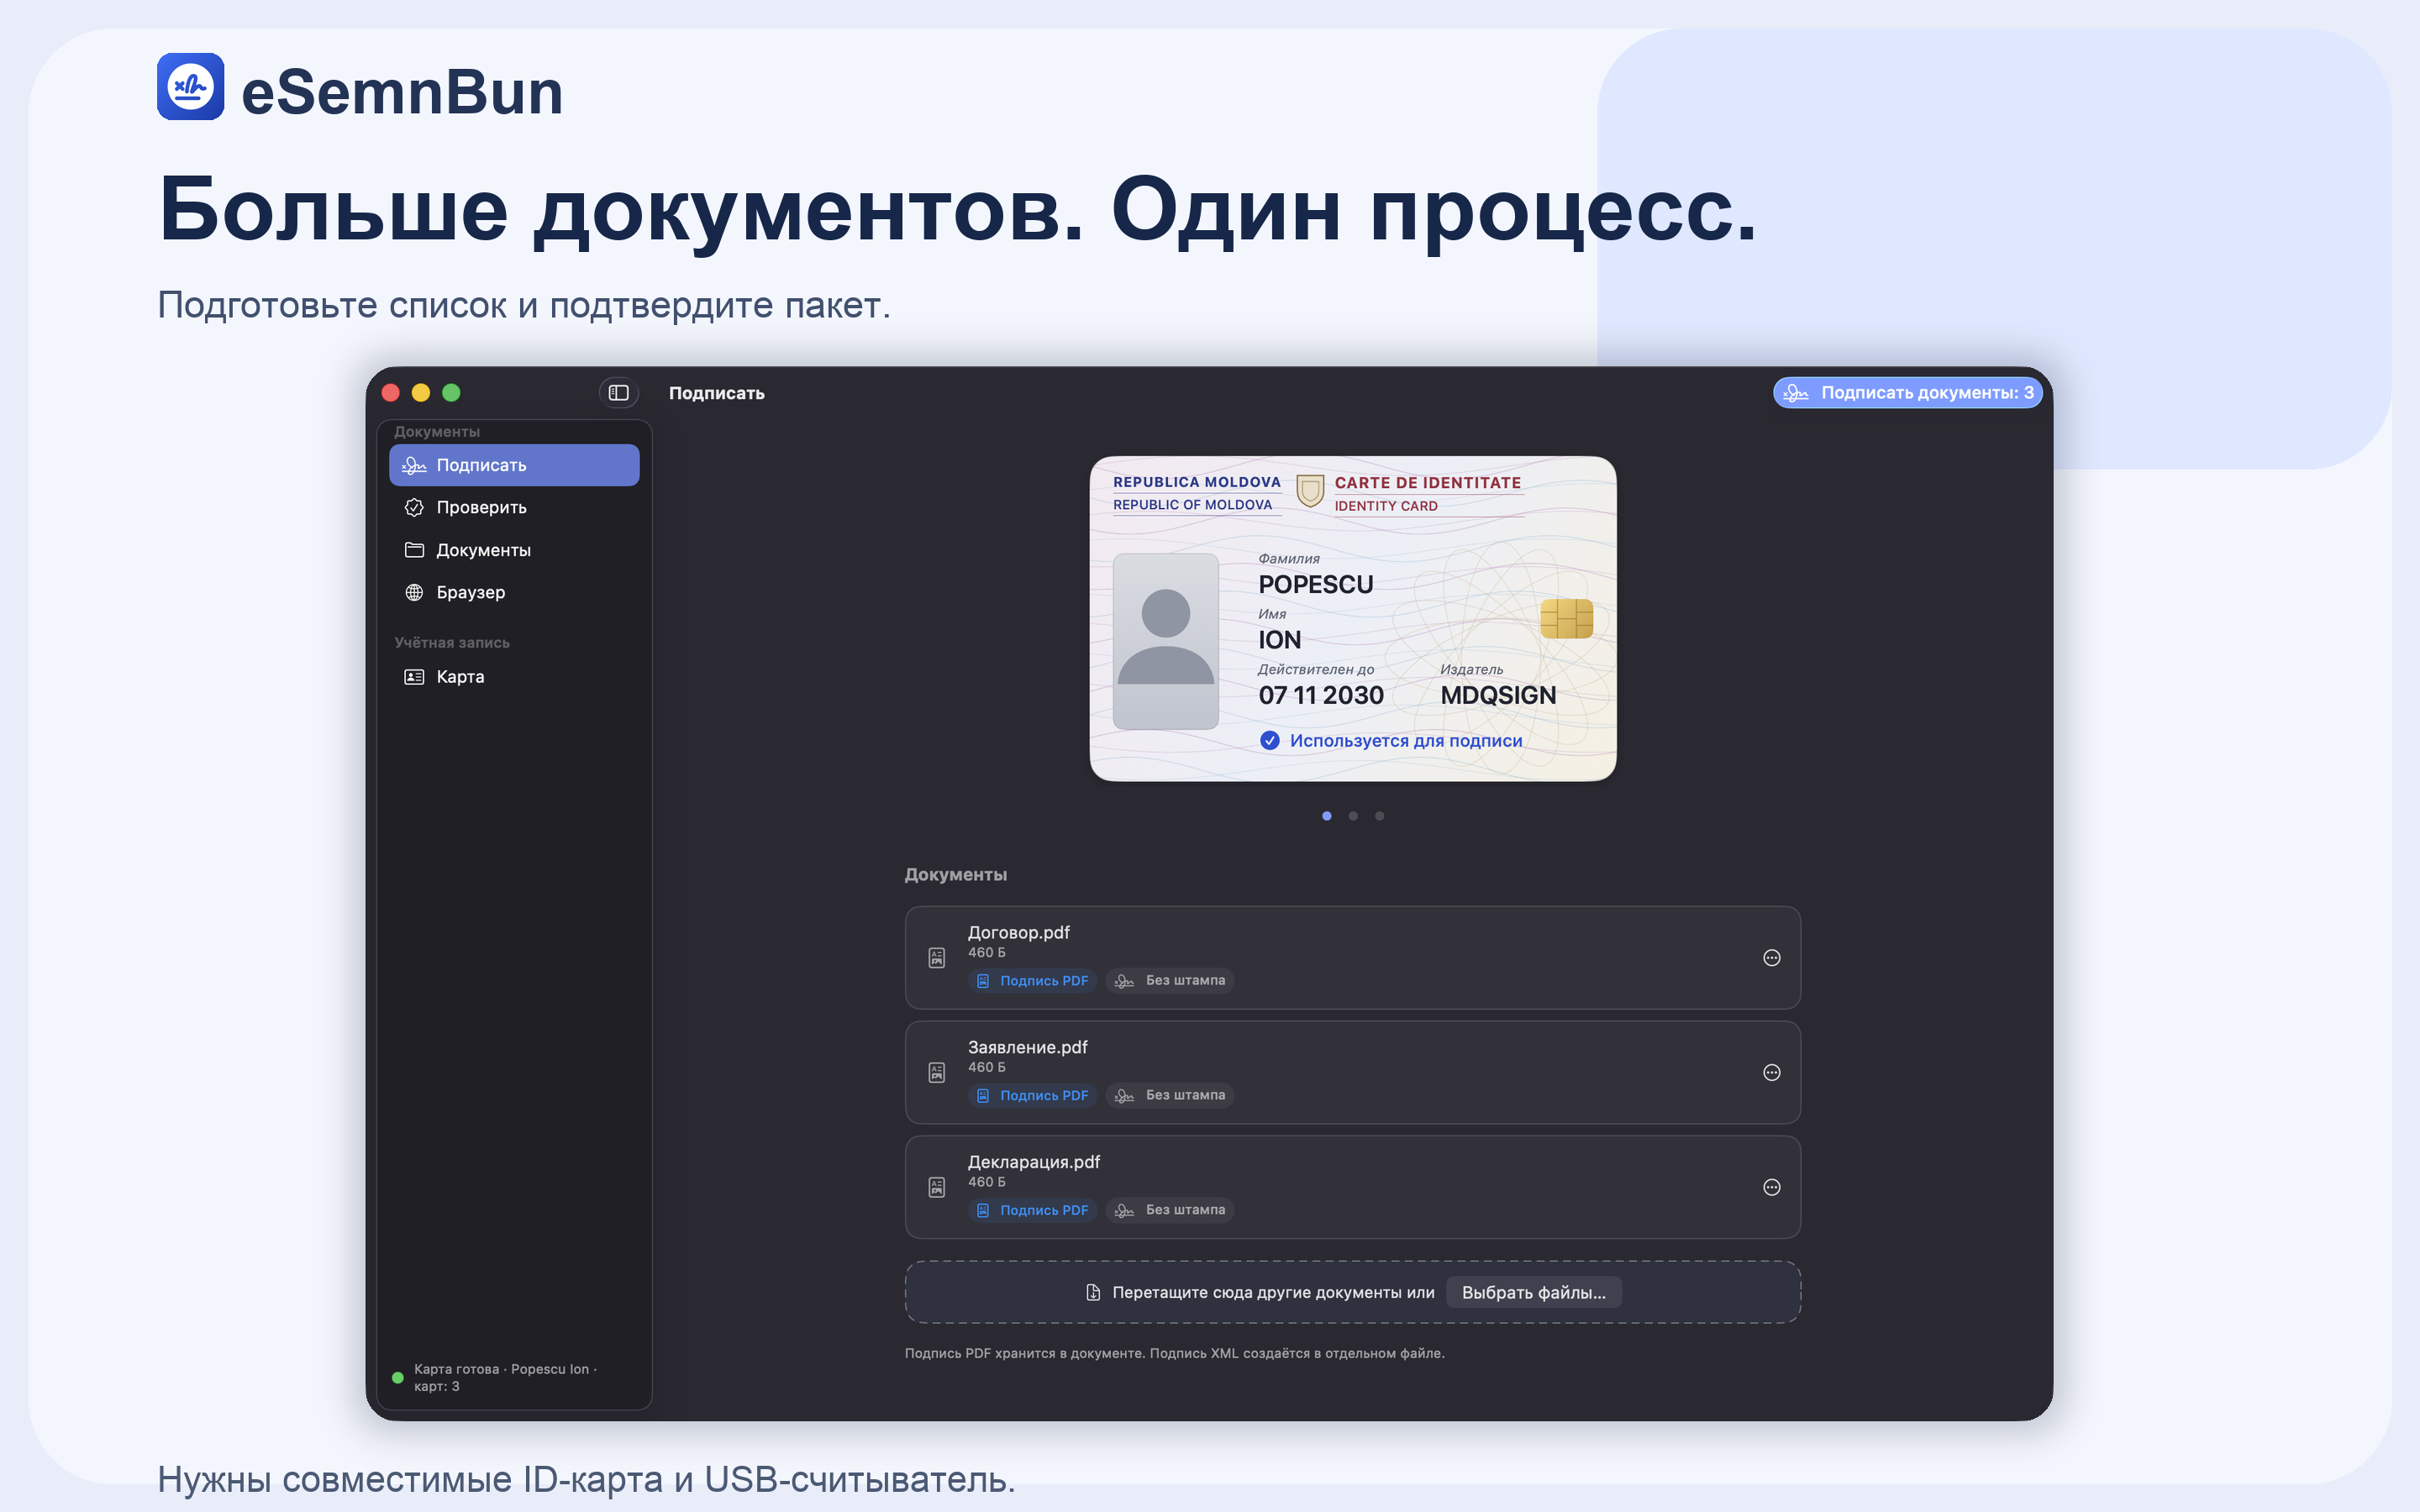 eSemnBun
Больше документов. Один процесс.
Подготовьте список и подтвердите пакет.
Подписать
Подписать документы: 3
Документы
Подписать
Проверить
Документы
Браузер
Учётная запись
Карта
Карта готова · Popescu Ion ·
карт: 3
REPUBLICA MOLDOVA
REPUBLIC OF MOLDOVA
CARTE DE IDENTITATE
IDENTITY CARD
Фамилия
POPESCU
Имя
ION
Действителен до
07 11 2030
Издатель
MDQSIGN
Используется для подписи
Документы
Договор.pdf
460 Б
Подпись PDF
Без штампа
Заявление.pdf
460 Б
Подпись PDF
Без штампа
Декларация.pdf
460 Б
Подпись PDF
Без штампа
Перетащите сюда другие документы или
Выбрать файлы...
Подпись PDF хранится в документе. Подпись XML создаётся в отдельном файле.
Нужны совместимые ID-карта и USB-считыватель.